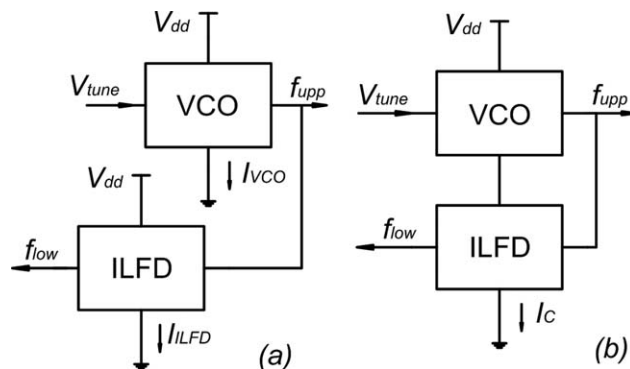 Vdd
Vtune
VCO
fupp
IVCO
Vdd
flow
ILFD
IILFD
(a)
Vdd
Vtune
VCO
fupp
flow
ILFD
IC
(b)